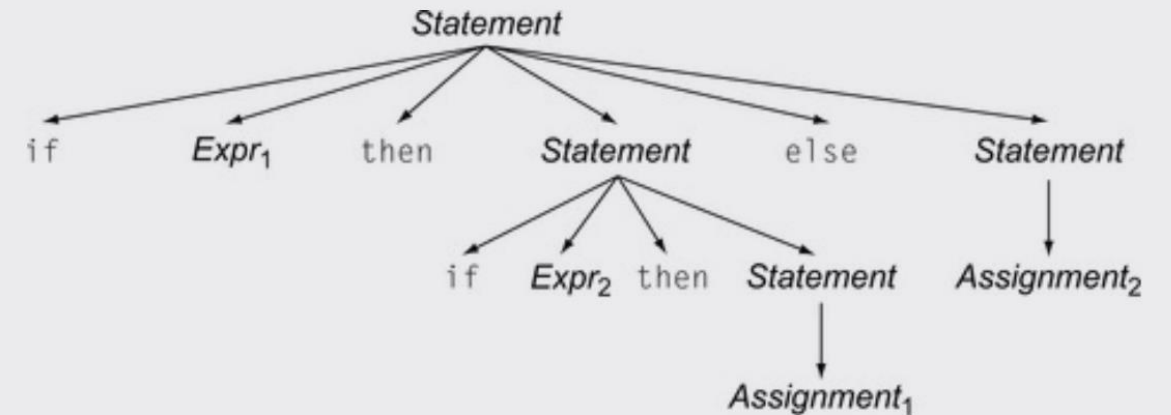 Statement
if Expr₁ then Statement else Statement
if Expr₂ then Statement Assignment₂
Assignment₁